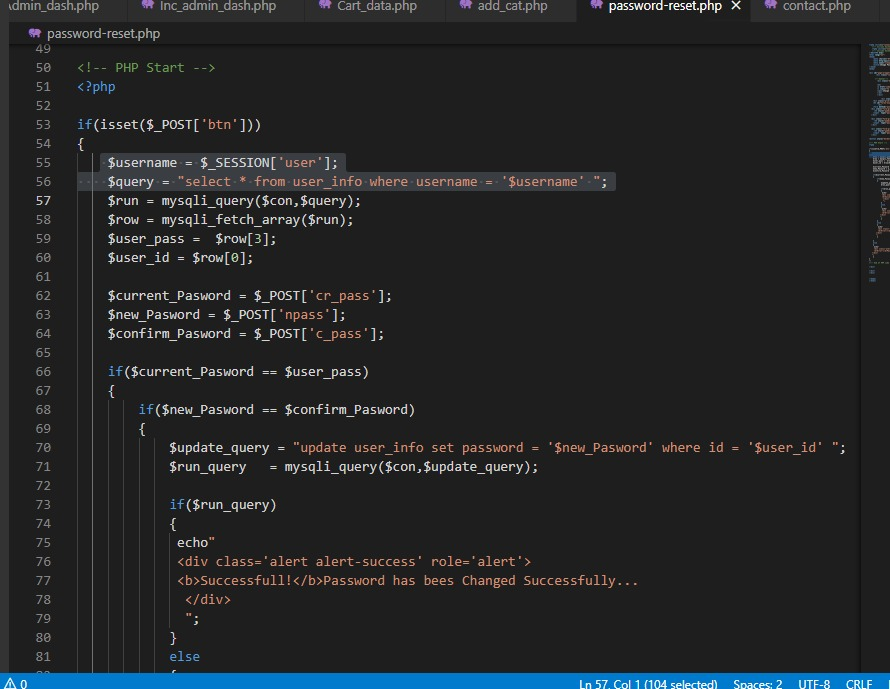 Admin_dash.php Inc_admin_dash.php Cart_data.php add_cat.php password-reset.php × contact.php
password-reset.php
49
50 <!-- PHP Start -->
51 <?php
52
53 if(isset($_POST['btn']))
54 {
55 $username = $_SESSION['user'];
56 $query = "select * from user_info where username = '$username' ";
57 $run = mysqli_query($con,$query);
58 $row = mysqli_fetch_array($run);
59 $user_pass =  $row[3];
60 $user_id = $row[0];
61
62 $current_Pasword = $_POST['cr_pass'];
63 $new_Pasword = $_POST['npass'];
64 $confirm_Pasword = $_POST['c_pass'];
65
66 if($current_Pasword == $user_pass)
67 {
68 if($new_Pasword == $confirm_Pasword)
69 {
70 $update_query = "update user_info set password = '$new_Pasword' where id = '$user_id' ";
71 $run_query   = mysqli_query($con,$update_query);
72
73 if($run_query)
74 {
75 echo"
76 <div class='alert alert-success' role='alert'>
77 <b>Successfull!</b>Password has bees Changed Successfully...
78 </div>
79 ";
80 }
81 else
0 Ln 57, Col 1 (104 selected) Spaces: 2 UTF-8 CRLF